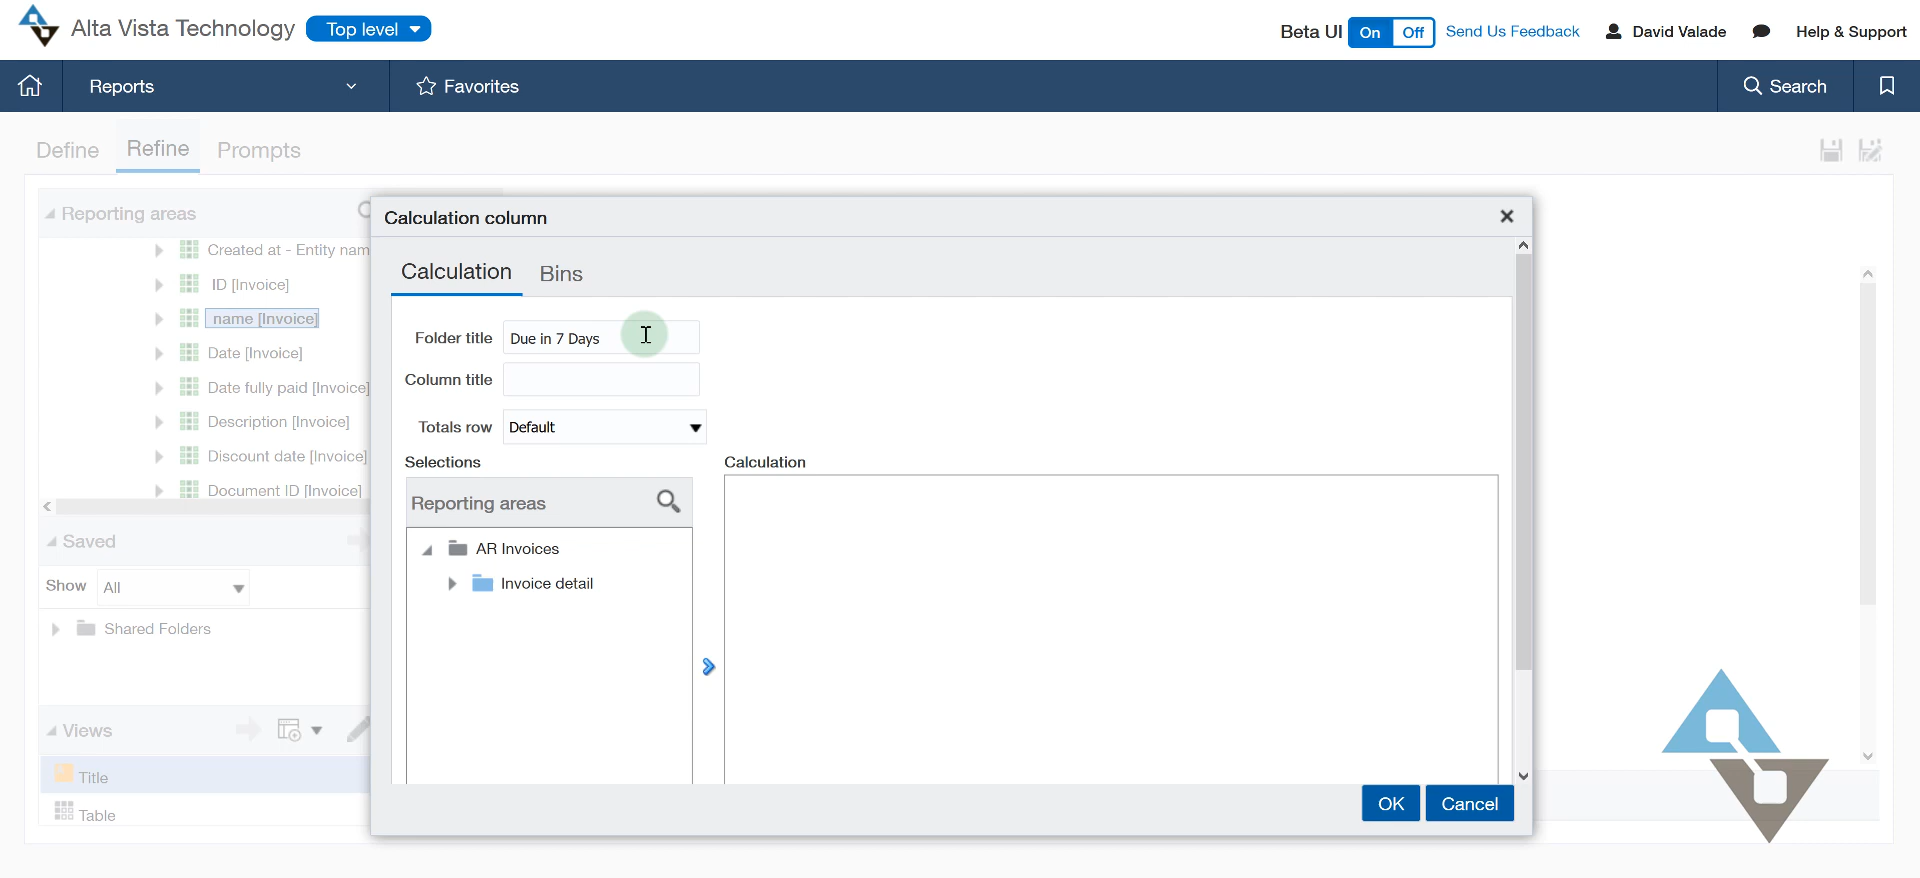 Alta Vista Technology
Top level
Beta UI
On
Off
Send Us Feedback
David Valade
Help & Support
Reports
Favorites
Search
Define
Refine
Prompts
Reporting areas
Created at - Entity nam
ID [Invoice]
name [Invoice]
Date [Invoice]
Date fully paid [Invoice]
Description [Invoice]
Discount date [Invoice]
Document ID [Invoice]
Saved
Show
All
Shared Folders
Views
Title
Table
Calculation column
Calculation
Bins
Folder title
Due in 7 Days
Column title
Totals row
Default
Selections
Calculation
Reporting areas
AR Invoices
Invoice detail
OK
Cancel